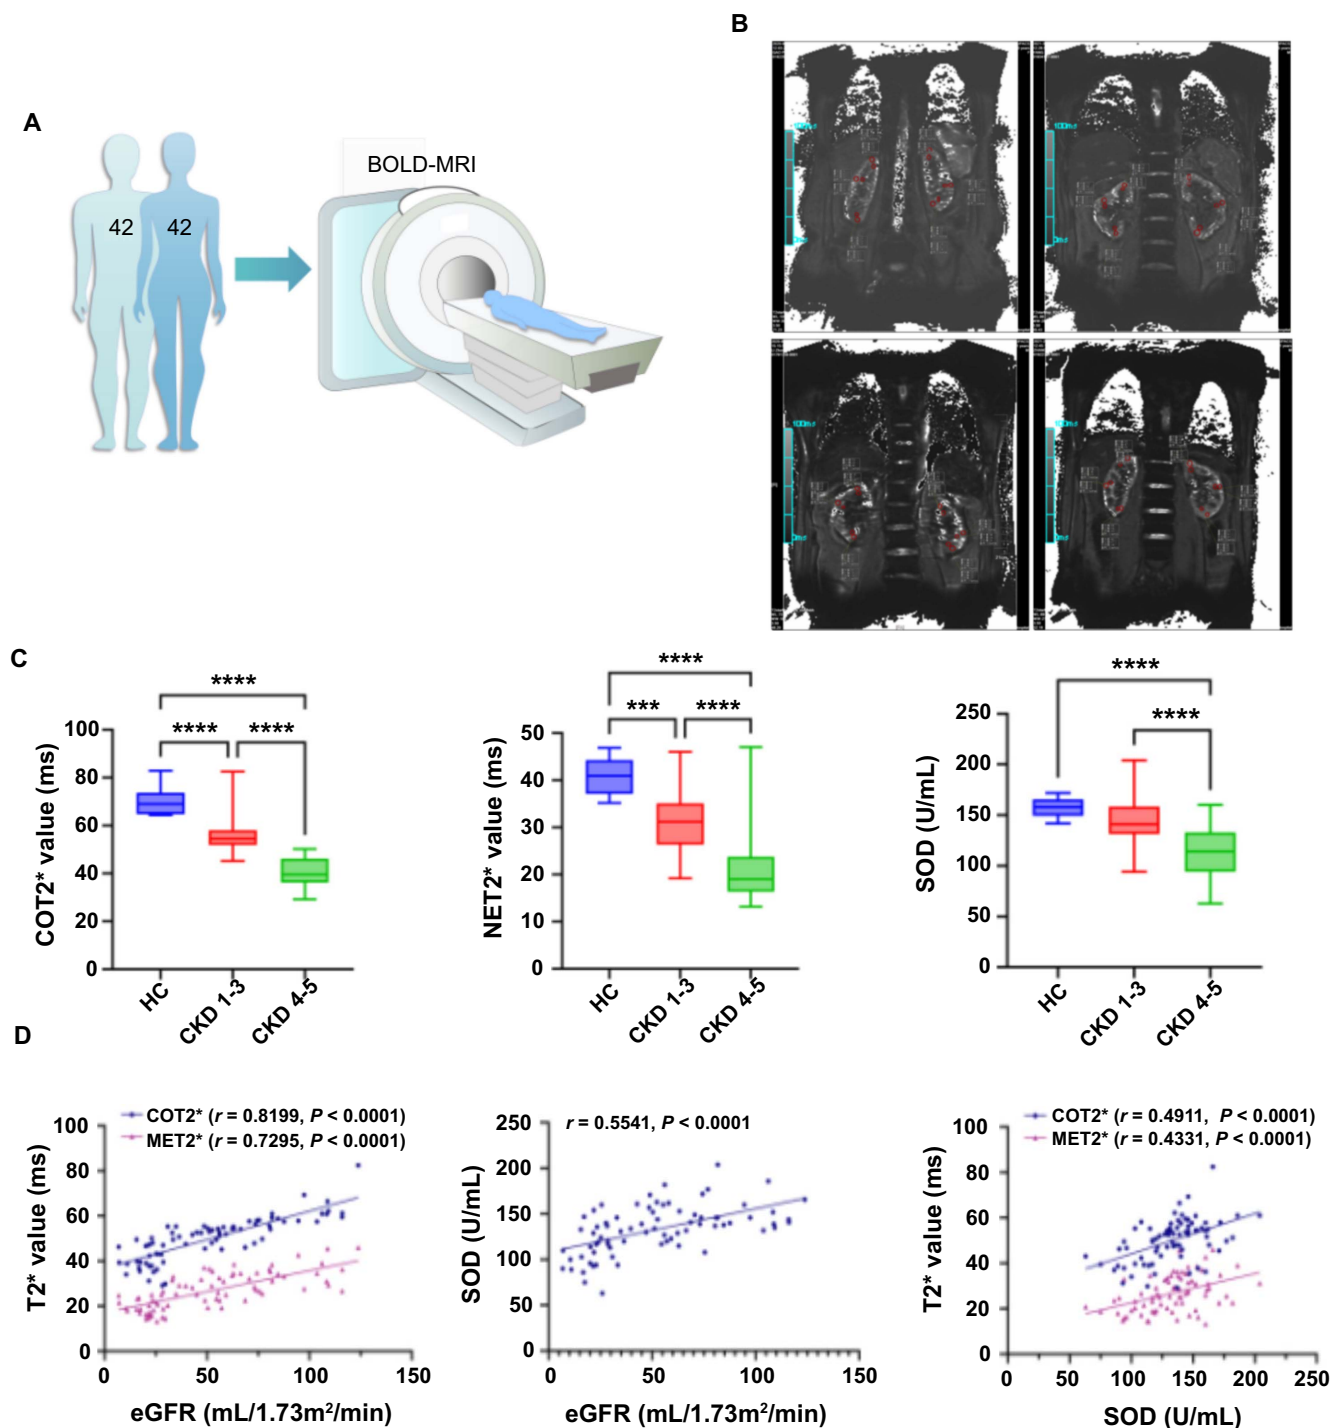 A
42
42
BOLD-MRI
B
C
****
****
****
COT2* value (ms)
100
80
60
40
20
0
HC
CKD 1-3
CKD 4-5
****
***
****
NET2* value (ms)
50
40
30
20
10
0
HC
CKD 1-3
CKD 4-5
****
****
SOD (U/mL)
250
200
150
100
50
0
HC
CKD 1-3
CKD 4-5
D
COT2* (r = 0.8199, P < 0.0001)
MET2* (r = 0.7295, P < 0.0001)
T2* value (ms)
100
80
60
40
20
0
0
50
100
150
eGFR (mL/1.73m²/min)
r = 0.5541, P < 0.0001
SOD (U/mL)
250
200
150
100
50
0
0
50
100
150
eGFR (mL/1.73m²/min)
COT2* (r = 0.4911, P < 0.0001)
MET2* (r = 0.4331, P < 0.0001)
T2* value (ms)
100
80
60
40
20
0
0
50
100
150
200
250
SOD (U/mL)